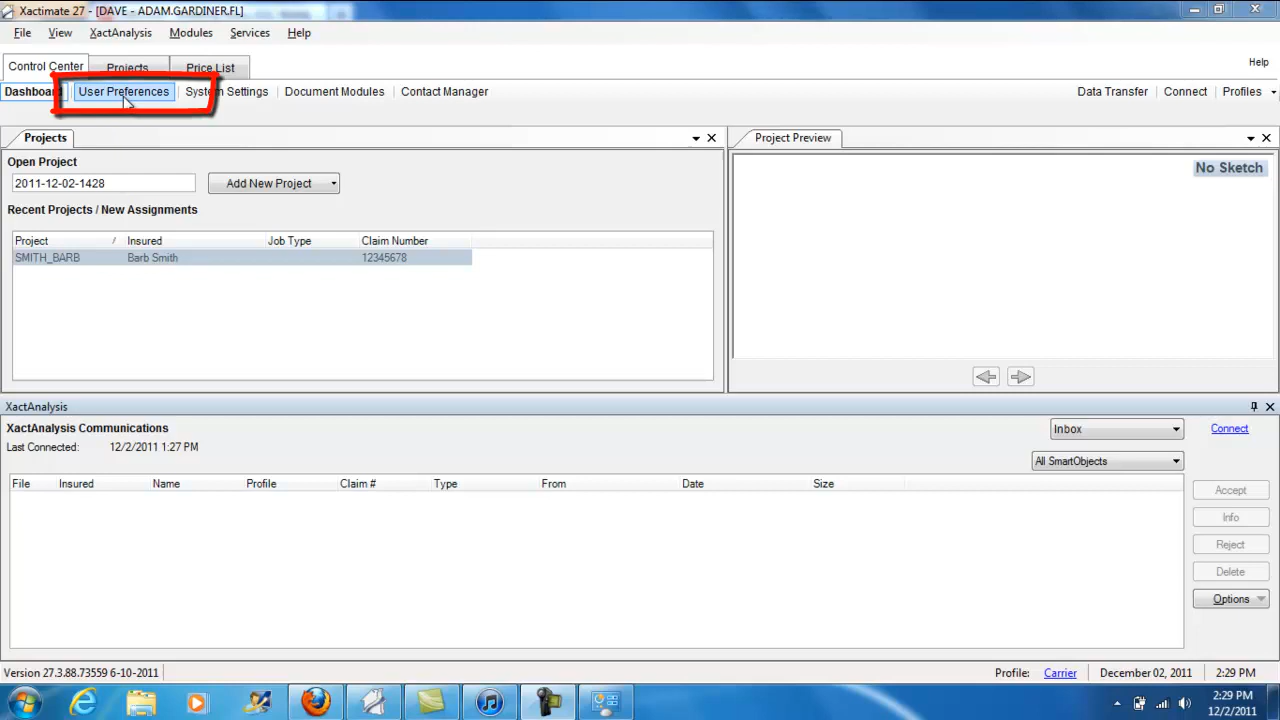 Xactimate 27 - [DAVE - ADAM.GARDINER.FL]
File View XactAnalysis Modules Services Help
Control Center Projects Price List Help
Dashboard User Preferences System Settings Document Modules Contact Manager Data Transfer Connect Profiles
Projects Project Preview
Open Project No Sketch
2011-12-02-1428 Add New Project
Recent Projects / New Assignments
Project / Insured Job Type Claim Number
SMITH_BARB Barb Smith 12345678
XactAnalysis
XactAnalysis Communications Inbox Connect
Last Connected: 12/2/2011 1:27 PM
All SmartObjects
File Insured Name Profile Claim # Type From Date Size
Accept
Info
Reject
Delete
Options
Version 27.3.88.73559 6-10-2011 Profile: Carrier December 02, 2011 2:29 PM
2:29 PM
12/2/2011